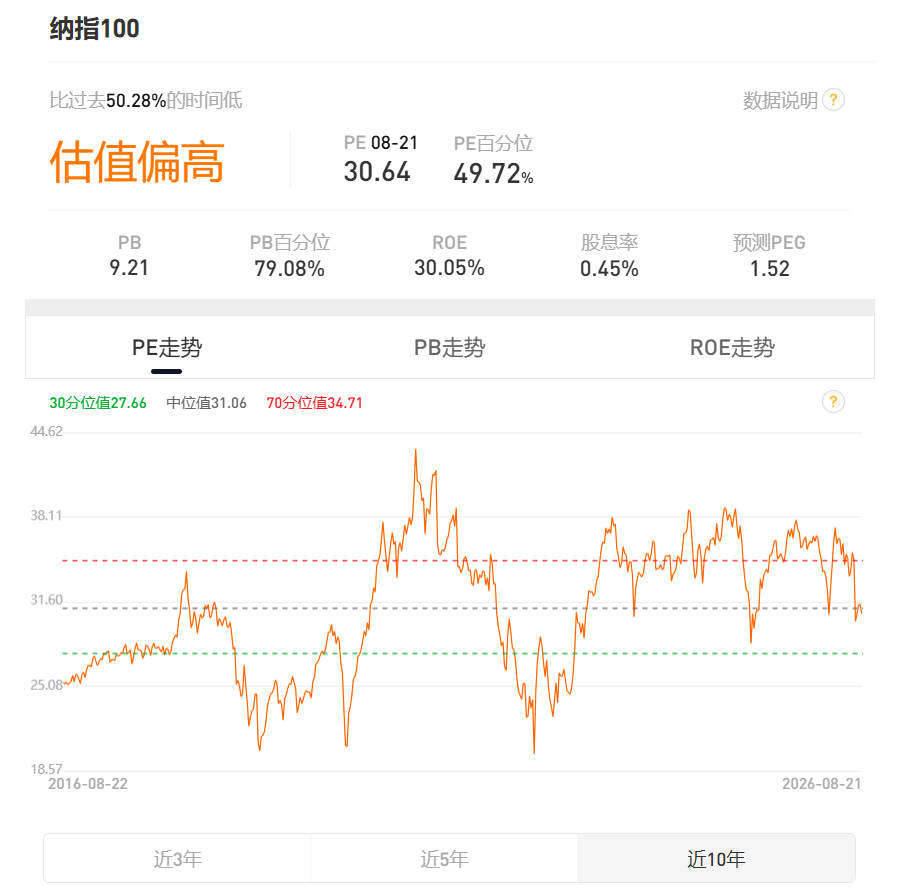 纳指100
比过去50.28%的时间低
数据说明 ?
估值偏高
PE 08-21
30.64
PE百分位
49.72%
PB
PB百分位
ROE
股息率
预测PEG
9.21
79.08%
30.05%
0.45%
1.52
PE走势
PB走势
ROE走势
30分位值27.66 中位值31.06 70分位值34.71
?
44.62
38.11
31.60
25.08
18.57
2016-08-22
2026-08-21
近3年
近5年
近10年